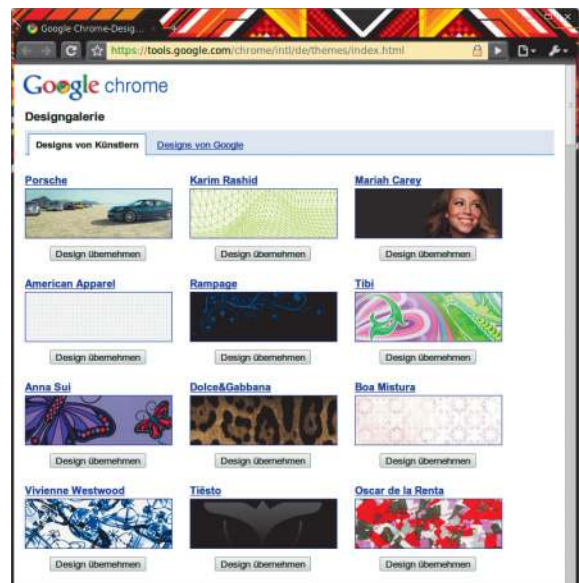 Google Chrome-Desig...
https://tools.google.com/chrome/intl/de/themes/index.html
Google chrome
Designgalerie
Designs von Künstlern Designs von Google
Porsche Karim Rashid Mariah Carey
Design übernehmen Design übernehmen Design übernehmen
American Apparel Rampage Tibi
Design übernehmen Design übernehmen Design übernehmen
Anna Sui Dolce&Gabbana Boa Mistura
Design übernehmen Design übernehmen Design übernehmen
Vivienne Westwood Tiësto Oscar de la Renta
Design übernehmen Design übernehmen Design übernehmen